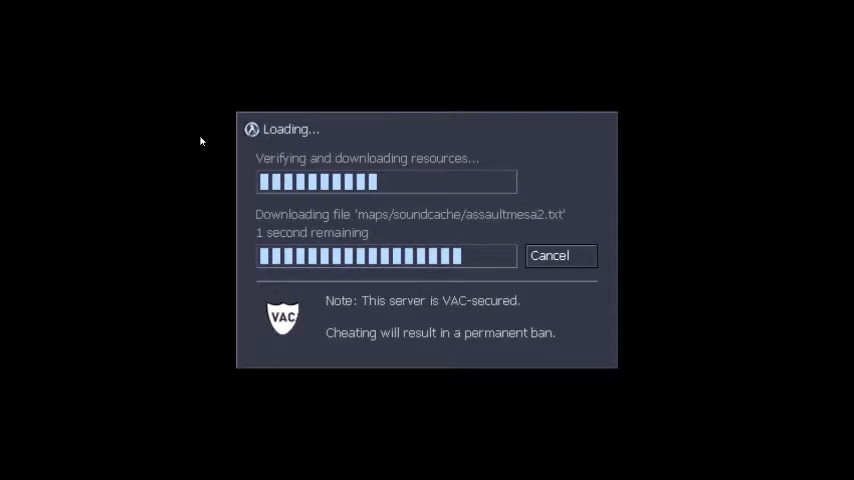 Loading...
Verifying and downloading resources...
Downloading file 'maps/soundcache/assaultmesa2.txt'
1 second remaining
Cancel
Note: This server is VAC-secured.
VAC
Cheating will result in a permanent ban.